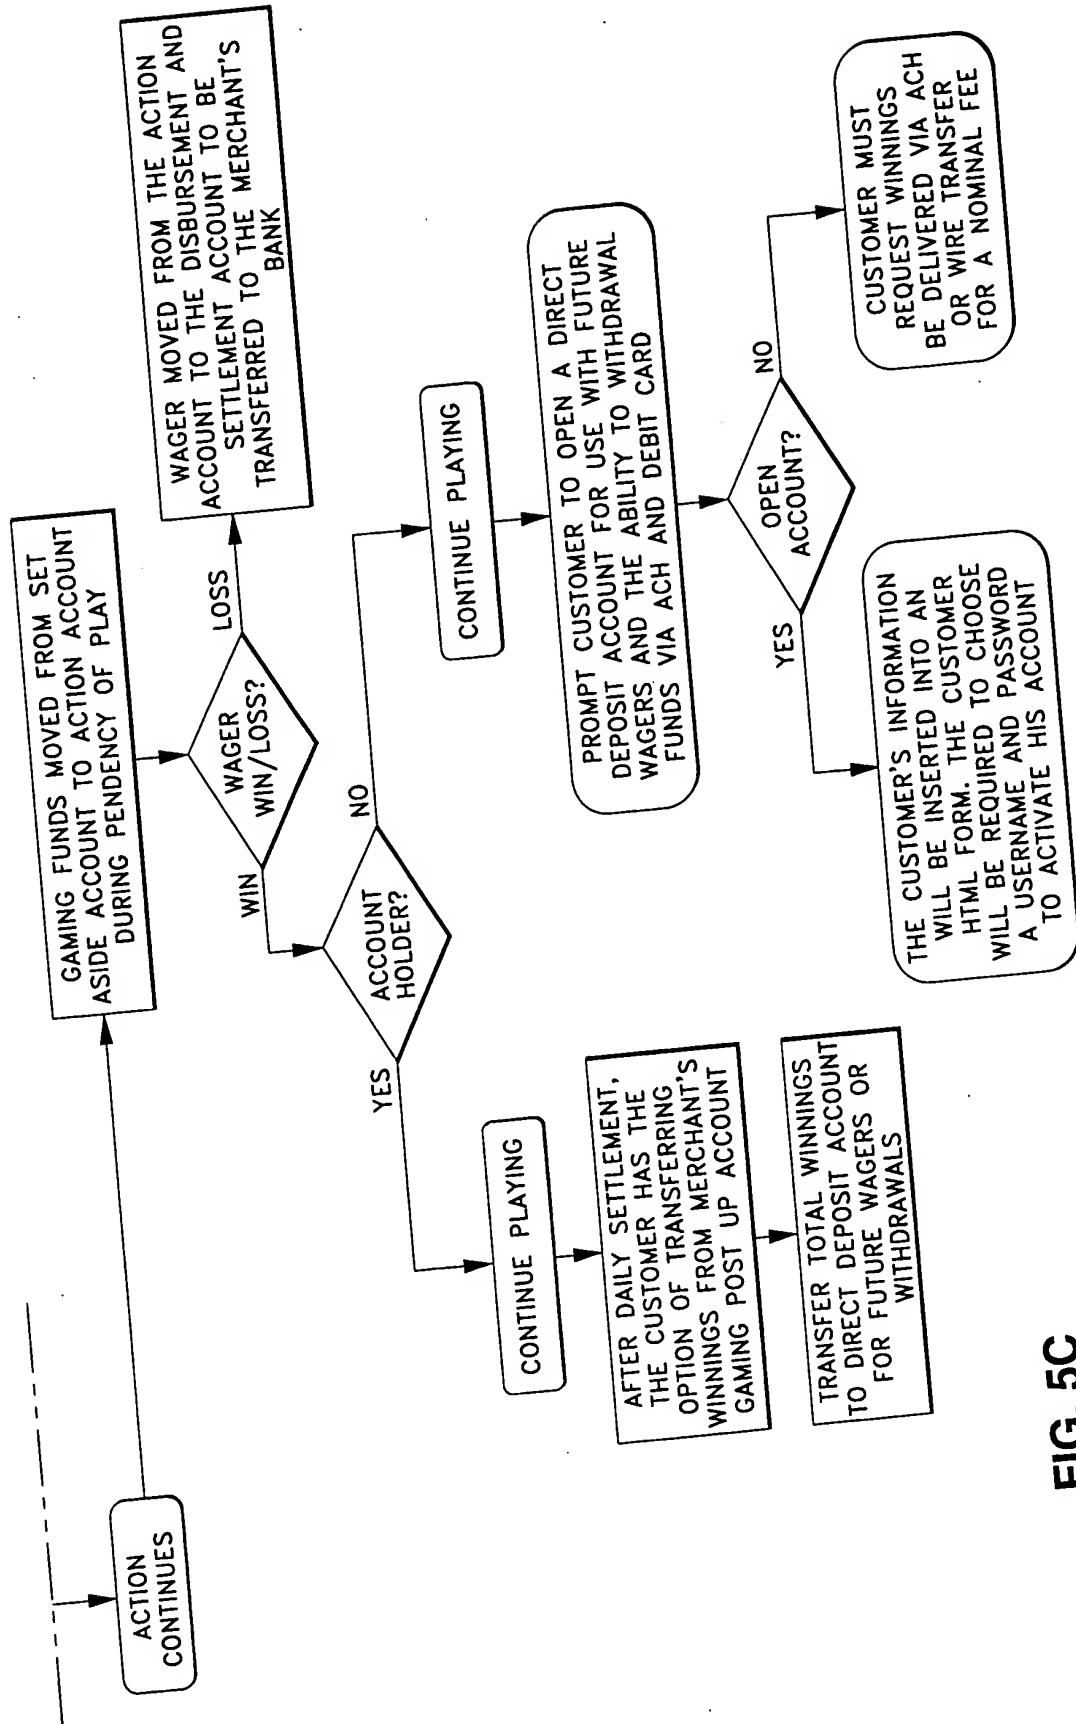 ACTION
CONTINUES
GAMING FUNDS MOVED FROM SET
ASIDE ACCOUNT TO ACTION ACCOUNT
DURING PENDENCY OF PLAY
WAGER
WIN/LOSS?
LOSS
WAGER MOVED FROM THE ACTION
ACCOUNT TO THE DISBURSEMENT AND
SETTLEMENT ACCOUNT TO BE
TRANSFERRED TO THE MERCHANT'S
BANK
WIN
ACCOUNT
HOLDER?
YES
CONTINUE PLAYING
AFTER DAILY SETTLEMENT,
THE CUSTOMER HAS THE
OPTION OF TRANSFERRING
WINNINGS FROM MERCHANT'S
GAMING POST UP ACCOUNT
TRANSFER TOTAL WINNINGS
TO DIRECT DEPOSIT ACCOUNT
FOR FUTURE WAGERS OR
WITHDRAWALS
NO
CONTINUE PLAYING
PROMPT CUSTOMER TO OPEN A DIRECT
DEPOSIT ACCOUNT FOR USE WITH FUTURE
WAGERS AND THE ABILITY TO WITHDRAWAL
FUNDS VIA ACH AND DEBIT CARD
OPEN
ACCOUNT?
YES
THE CUSTOMER'S INFORMATION
WILL BE INSERTED INTO AN
HTML FORM. THE CUSTOMER
WILL BE REQUIRED TO CHOOSE
A USERNAME AND PASSWORD
TO ACTIVATE HIS ACCOUNT
NO
CUSTOMER MUST
REQUEST WINNINGS
BE DELIVERED VIA ACH
OR WIRE TRANSFER
FOR A NOMINAL FEE
FIG. 5C